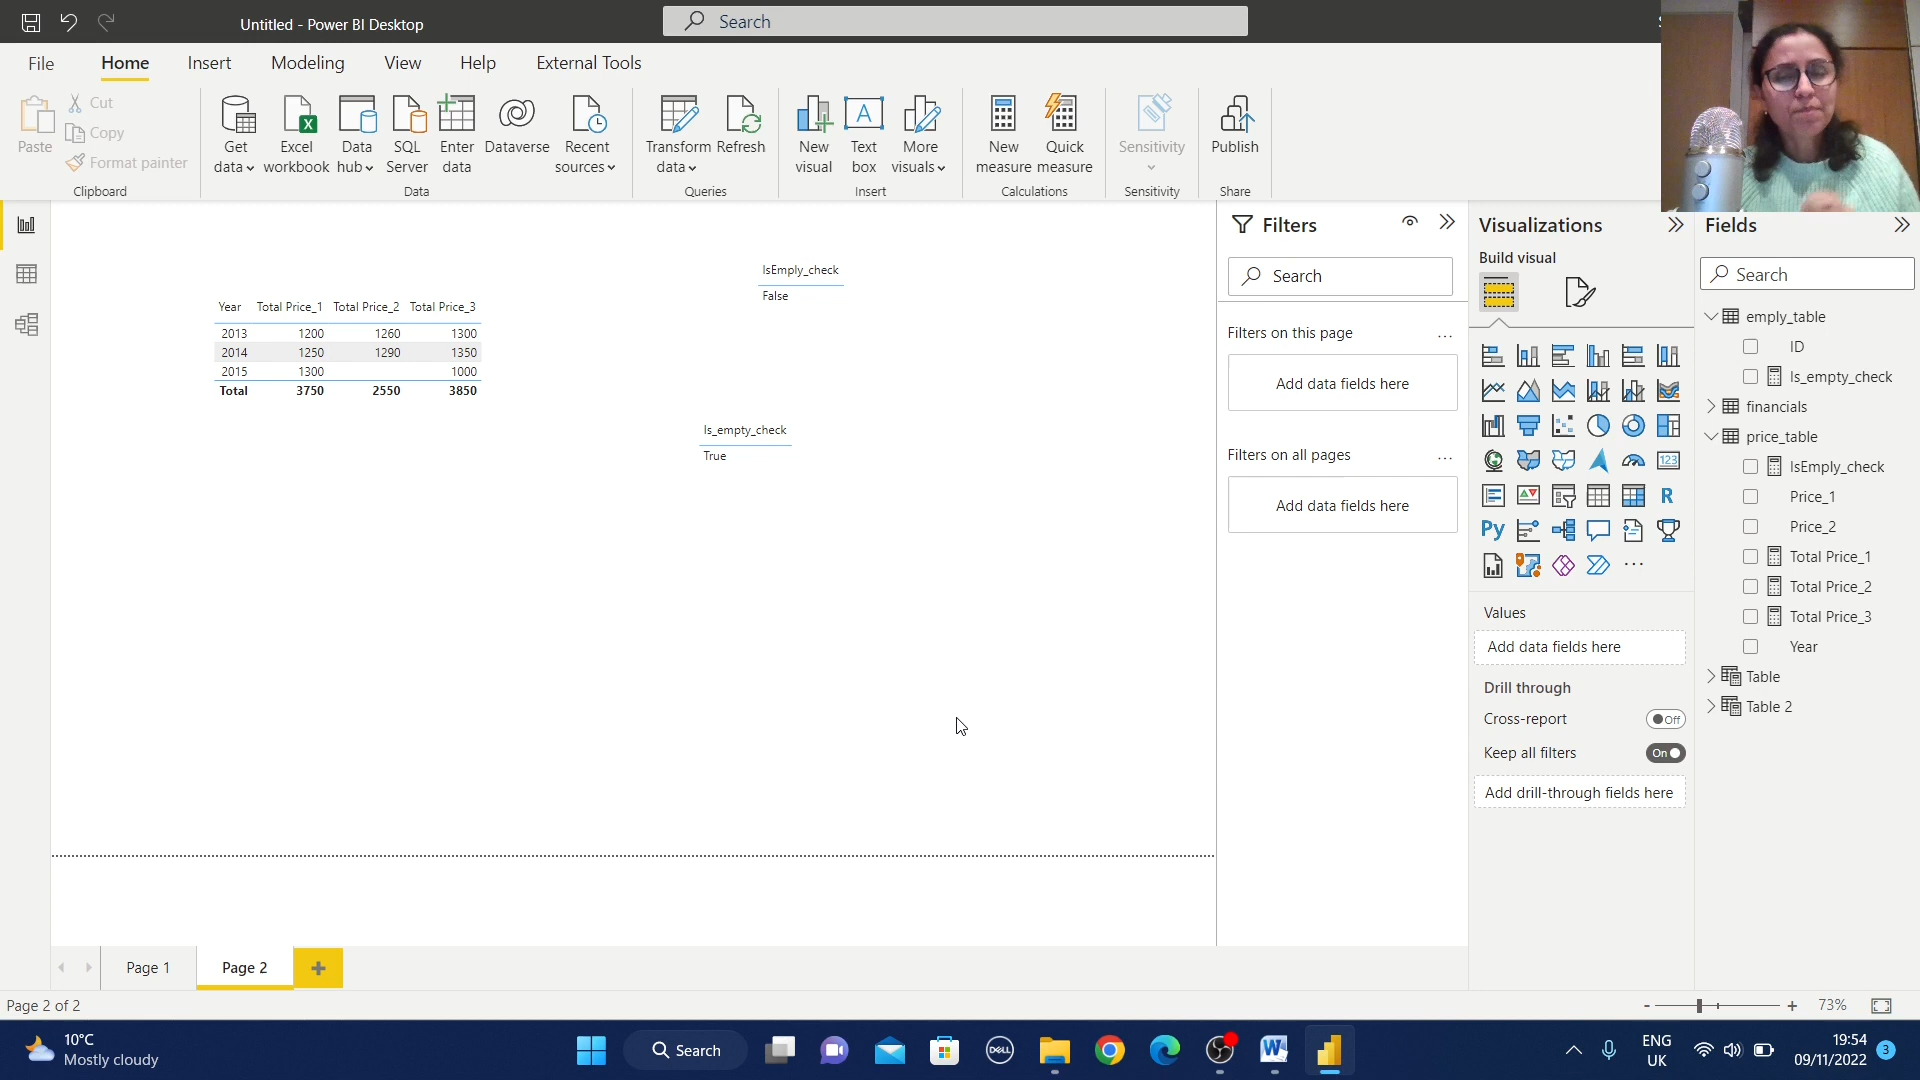 Untitled - Power BI Desktop
Search
File
Home
Insert
Modeling
View
Help
External Tools
Paste
Cut
Copy
Format painter
Clipboard
Get data
Excel workbook
Data hub
SQL Server
Enter data
Dataverse
Recent sources
Data
Transform data
Refresh
Queries
New visual
Text box
More visuals
Insert
New measure
Quick measure
Calculations
Sensitivity
Sensitivity
Publish
Share
Year Total Price_1 Total Price_2 Total Price_3
2013 1200 1260 1300
2014 1250 1290 1350
2015 1300 1000
Total 3750 2550 3850
IsEmply_check
False
Is_empty_check
True
Filters
Search
Filters on this page ...
Add data fields here
Filters on all pages ...
Add data fields here
Visualizations
Build visual
123
R
Py
...
Values
Add data fields here
Drill through
Cross-report Off
Keep all filters On
Add drill-through fields here
Fields
Search
emply_table
ID
Is_empty_check
financials
price_table
IsEmply_check
Price_1
Price_2
Total Price_1
Total Price_2
Total Price_3
Year
Table
Table 2
Page 1
Page 2
+
Page 2 of 2
- + 73%
10°C
Mostly cloudy
Search
DELL
W
ENG
UK
19:54
09/11/2022
3